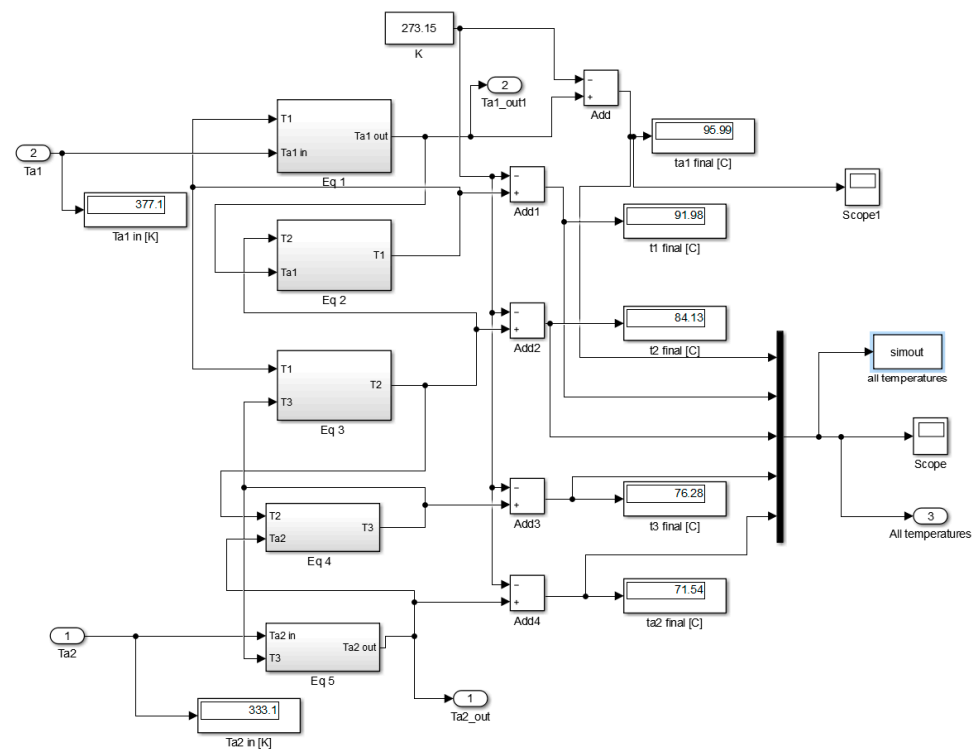 273.15
K
2
Ta1_out1
−
+
Add
T1
Ta1 in
Ta1 out
Eq 1
2
Ta1
95.99
ta1 final [C]
−
+
Add1
Scope1
377.1
Ta1 in [K]
91.98
t1 final [C]
T2
Ta1
T1
Eq 2
−
+
Add2
84.13
t2 final [C]
simout
all temperatures
T1
T3
T2
Eq 3
Scope
−
+
Add3
76.28
t3 final [C]
T2
Ta2
T3
Eq 4
3
All temperatures
−
+
Add4
71.54
ta2 final [C]
1
Ta2
Ta2 in
T3
Ta2 out
Eq 5
333.1
Ta2 in [K]
1
Ta2_out